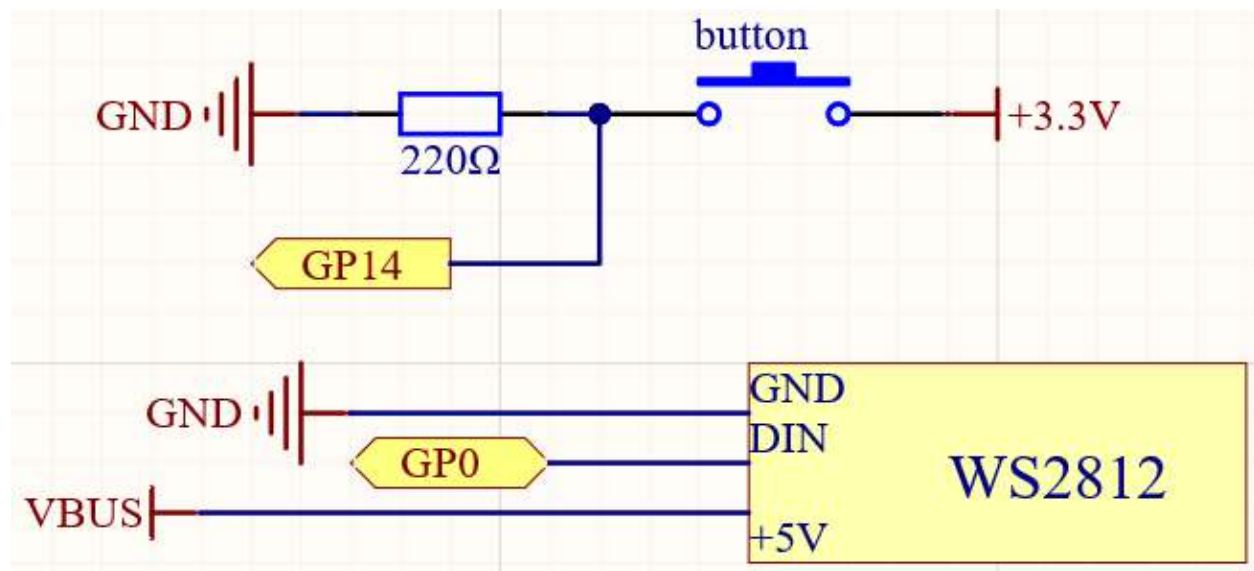 button
GND
+3.3V
220Ω
GP14
GND
GND
DIN
GP0
WS2812
VBUS
+5V